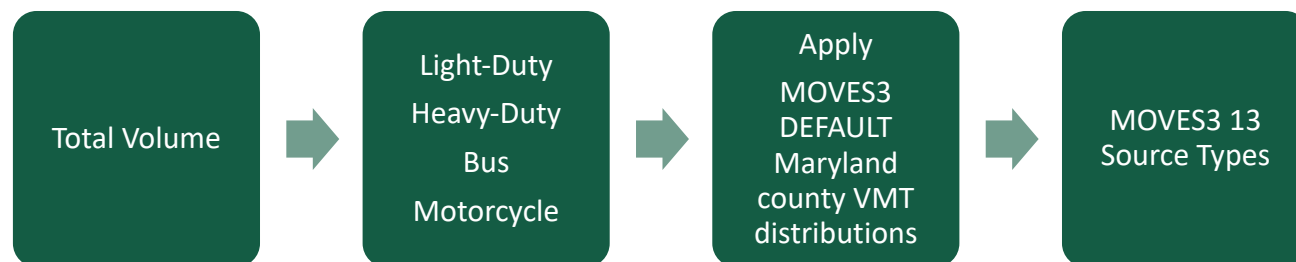 Total Volume
Light-Duty
Heavy-Duty
Bus
Motorcycle
Apply
MOVES3
DEFAULT
Maryland
county VMT
distributions
MOVES3 13
Source Types